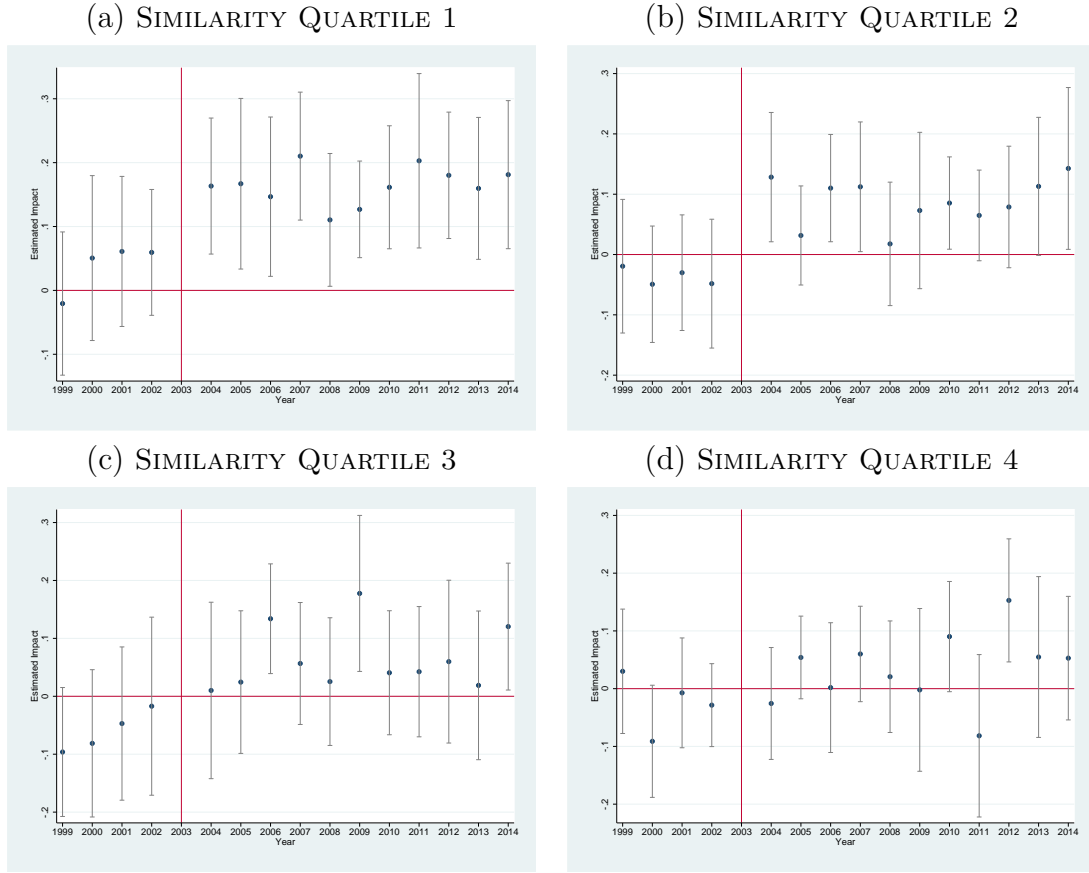 (a) SIMILARITY QUARTILE 1
Estimated Impact
.3
.2
.1
0
-.1
1999 2000 2001 2002 2003 2004 2005 2006 2007 2008 2009 2010 2011 2012 2013 2014
Year
(b) SIMILARITY QUARTILE 2
Estimated Impact
.3
.2
.1
0
-.1
-.2
1999 2000 2001 2002 2003 2004 2005 2006 2007 2008 2009 2010 2011 2012 2013 2014
Year
(c) SIMILARITY QUARTILE 3
Estimated Impact
.3
.2
.1
0
-.1
-.2
1999 2000 2001 2002 2003 2004 2005 2006 2007 2008 2009 2010 2011 2012 2013 2014
Year
(d) SIMILARITY QUARTILE 4
Estimated Impact
.3
.2
.1
0
-.1
-.2
1999 2000 2001 2002 2003 2004 2005 2006 2007 2008 2009 2010 2011 2012 2013 2014
Year